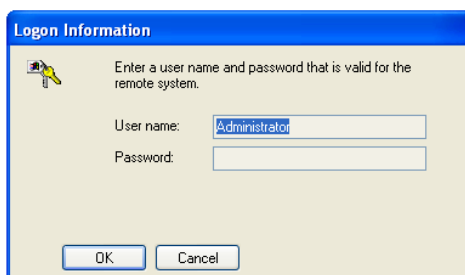 Logon Information
Enter a user name and password that is valid for the
remote system.
User name:
Administrator
Password:
OK
Cancel